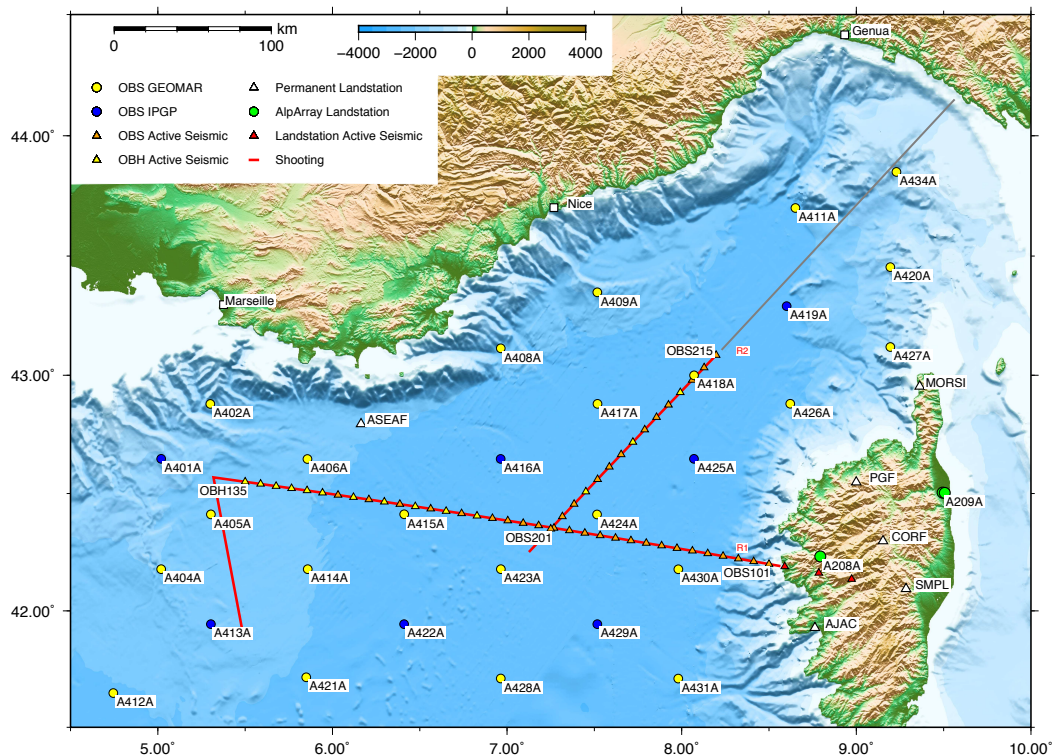 km
0 100
−4000 −2000 0 2000 4000
Genua
OBS GEOMAR
Permanent Landstation
OBS IPGP
AlpArray Landstation
OBS Active Seismic
Landstation Active Seismic
OBH Active Seismic
Shooting
44.00°
A434A
Nice
A411A
A420A
Marseille
A409A
A419A
A408A
OBS215
R2
A427A
43.00°
A418A
MORSI
A402A
ASEAF
A417A
A426A
A401A
A406A
A416A
A425A
PGF
OBH135
A209A
A405A
A415A
A424A
OBS201
CORF
R1
A404A
A414A
A423A
A430A
OBS101
A208A
SMPL
42.00°
A413A
A422A
A429A
AJAC
A421A
A428A
A431A
A412A
5.00° 6.00° 7.00° 8.00° 9.00° 10.00°